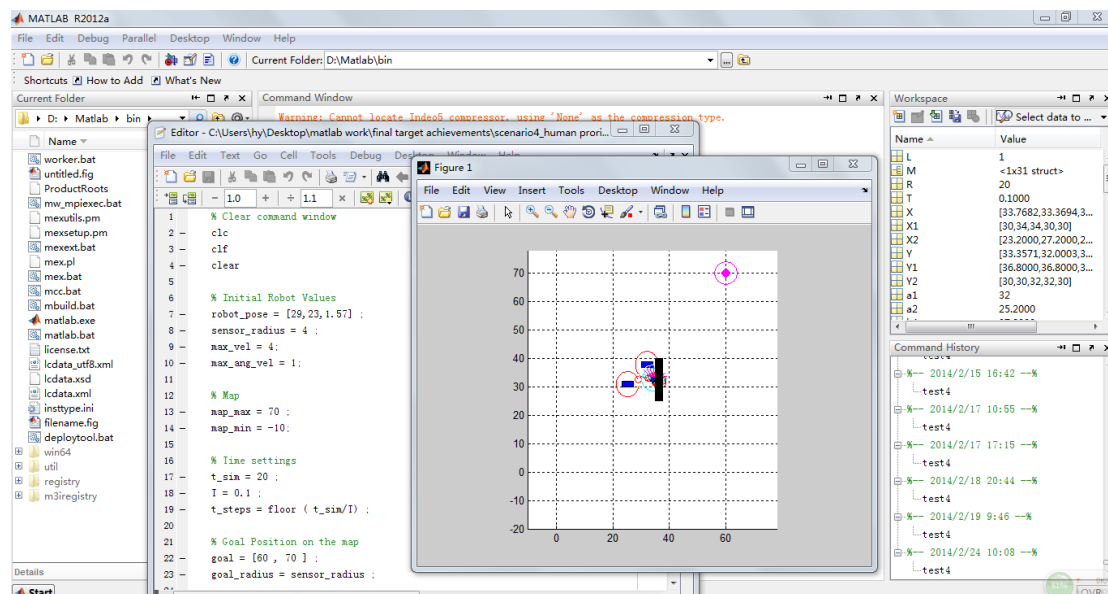 MATLAB R2012a
File Edit Debug Parallel Desktop Window Help
Current Folder: D:\Matlab\bin
Shortcuts How to Add What's New
Current Folder
D: Matlab bin
Name
worker.bat
untitled.fig
ProductRoots
mw_mpiexec.bat
mexutils.pm
mexsetup.pm
mexext.bat
mex.pl
mex.bat
mcc.bat
mbuild.bat
matlab.exe
matlab.bat
license.txt
lcdata_utf8.xml
lcdata.xsd
lcdata.xml
insttype.ini
filename.fig
deploytool.bat
win64
util
registry
m3iregistry
Details
Start
Command Window
Warning: Cannot locate Indeo5 compressor, using 'None' as the compression type.
Editor - C:\Users\hy\Desktop\matlab work\final target achievements\scenario4_human prori...
File Edit Text Go Cell Tools Debug Desktop Window Help
1.0 1.1
1 % Clear command window
2 clc
3 clf
4 clear
5
6 % Initial Robot Values
7 robot_pose = [29,23,1.57] ;
8 sensor_radius = 4 ;
9 max_vel = 4;
10 max_ang_vel = 1;
11
12 % Map
13 map_max = 70 ;
14 map_min = -10;
15
16 % Time settings
17 t_sim = 20 ;
18 T = 0.1 ;
19 t_steps = floor ( t_sim/T) ;
20
21 % Goal Position on the map
22 goal = [60 , 70 ] ;
23 goal_radius = sensor_radius ;
Figure 1
File Edit View Insert Tools Desktop Window Help
70
60
50
40
30
20
10
0
-10
-20
0 20 40 60
Workspace
Select data to ...
Name Value
L 1
M <1x31 struct>
R 20
T 0.1000
X [33.7682,33.3694,3...
X1 [30,34,34,30,30]
X2 [23.2000,27.2000,2...
Y [33.3571,32.0003,3...
Y1 [36.8000,36.8000,3...
Y2 [30,30,32,32,30]
a1 32
a2 25.2000
Command History
%-- 2014/2/15 16:42 --%
test4
%-- 2014/2/17 10:55 --%
test4
%-- 2014/2/17 17:15 --%
test4
%-- 2014/2/18 20:44 --%
test4
%-- 2014/2/19 9:46 --%
test4
%-- 2014/2/24 10:08 --%
test4
OVR